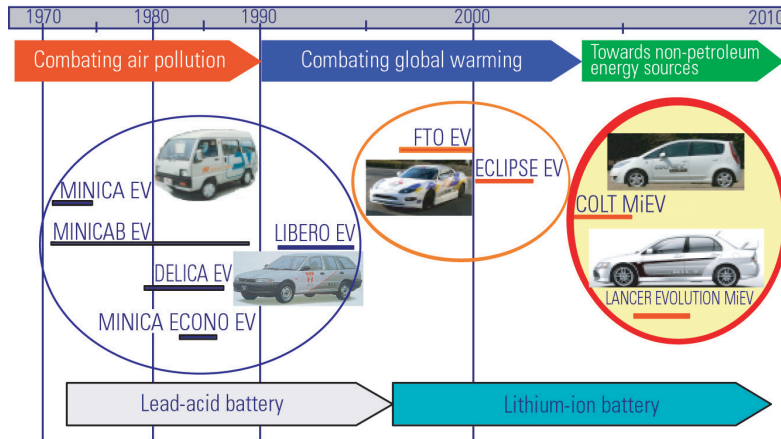 1970 1980 1990 2000 2010
Combating air pollution
Combating global warming
Towards non-petroleum
energy sources
FTO EV
ECLIPSE EV
MINICA EV
COLT MiEV
MINICAB EV
LIBERO EV
DELICA EV
LANCER EVOLUTION MiEV
MINICA ECONO EV
Lead-acid battery
Lithium-ion battery